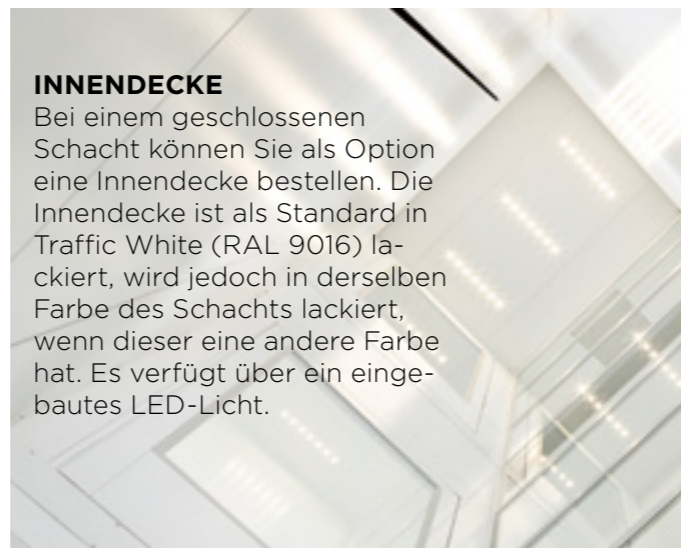 INNENDECKE
Bei einem geschlossenen
Schacht können Sie als Option
eine Innendecke bestellen. Die
Innendecke ist als Standard in
Traffic White (RAL 9016) la-
ckiert, wird jedoch in derselben
Farbe des Schachts lackiert,
wenn dieser eine andere Farbe
hat. Es verfügt über ein einge-
bautes LED-Licht.